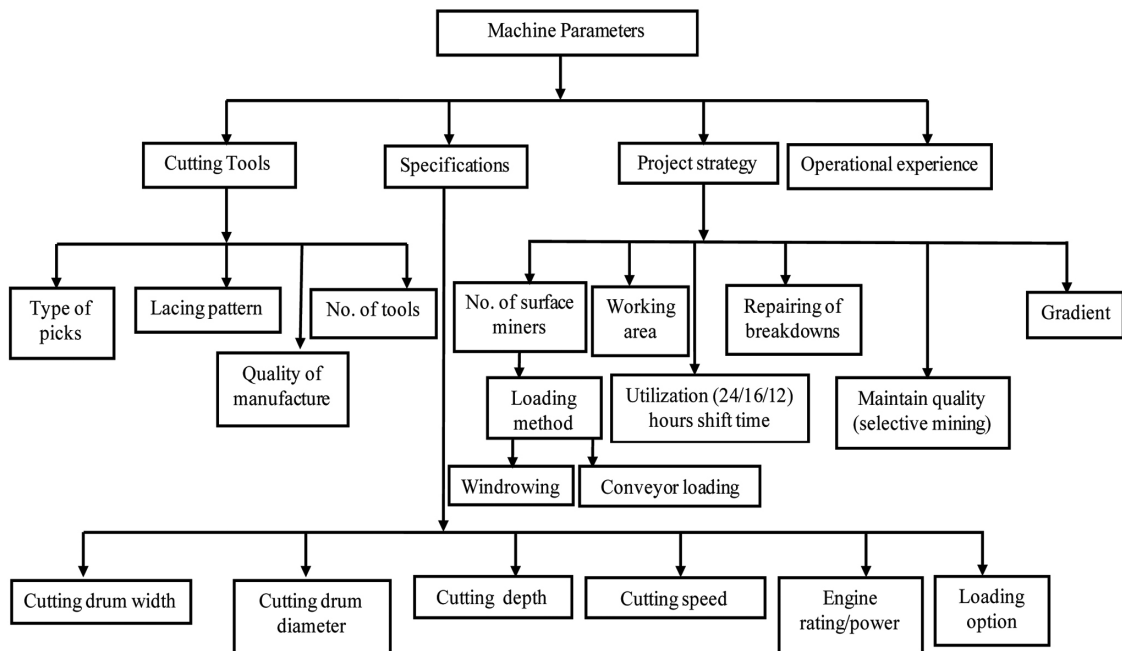 Machine Parameters
Cutting Tools
Specifications
Project strategy
Operational experience
Type of
picks
Lacing pattern
Quality of
manufacture
No. of tools
No. of surface
miners
Working
area
Repairing of
breakdowns
Gradient
Loading
method
Utilization (24/16/12)
hours shift time
Maintain quality
(selective mining)
Windrowing
Conveyor loading
Cutting drum width
Cutting drum
diameter
Cutting depth
Cutting speed
Engine
rating/power
Loading
option